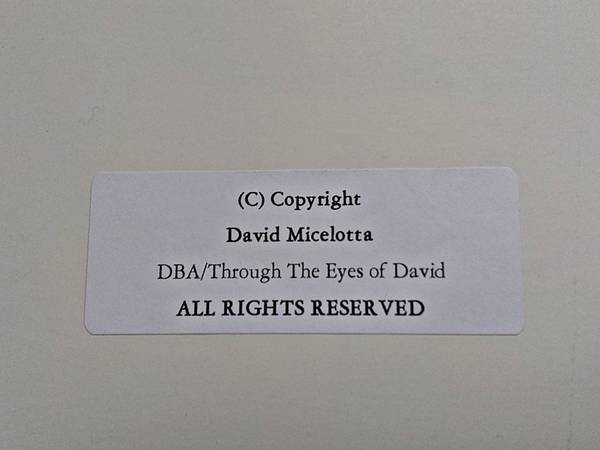 (C) Copyright
David Micelotta
DBA/Through The Eyes of David
ALL RIGHTS RESERVED